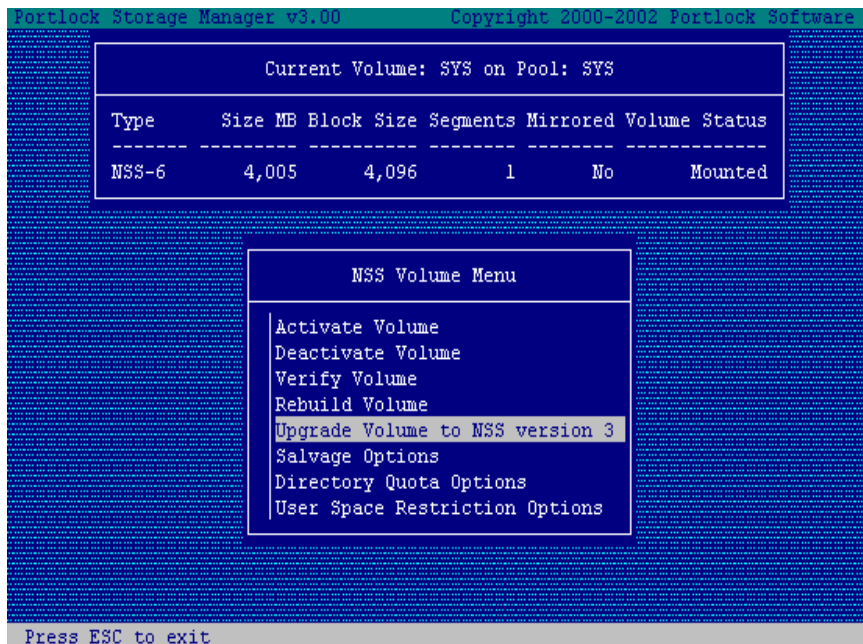 Portlock Storage Manager v3.00 Copyright 2000-2002 Portlock Software
Current Volume: SYS on Pool: SYS
Type Size MB Block Size Segments Mirrored Volume Status
------- --------- ---------- -------- -------- -------------
NSS-6 4,005 4,096 1 No Mounted
NSS Volume Menu
Activate Volume
Deactivate Volume
Verify Volume
Rebuild Volume
Upgrade Volume to NSS version 3
Salvage Options
Directory Quota Options
User Space Restriction Options
Press ESC to exit